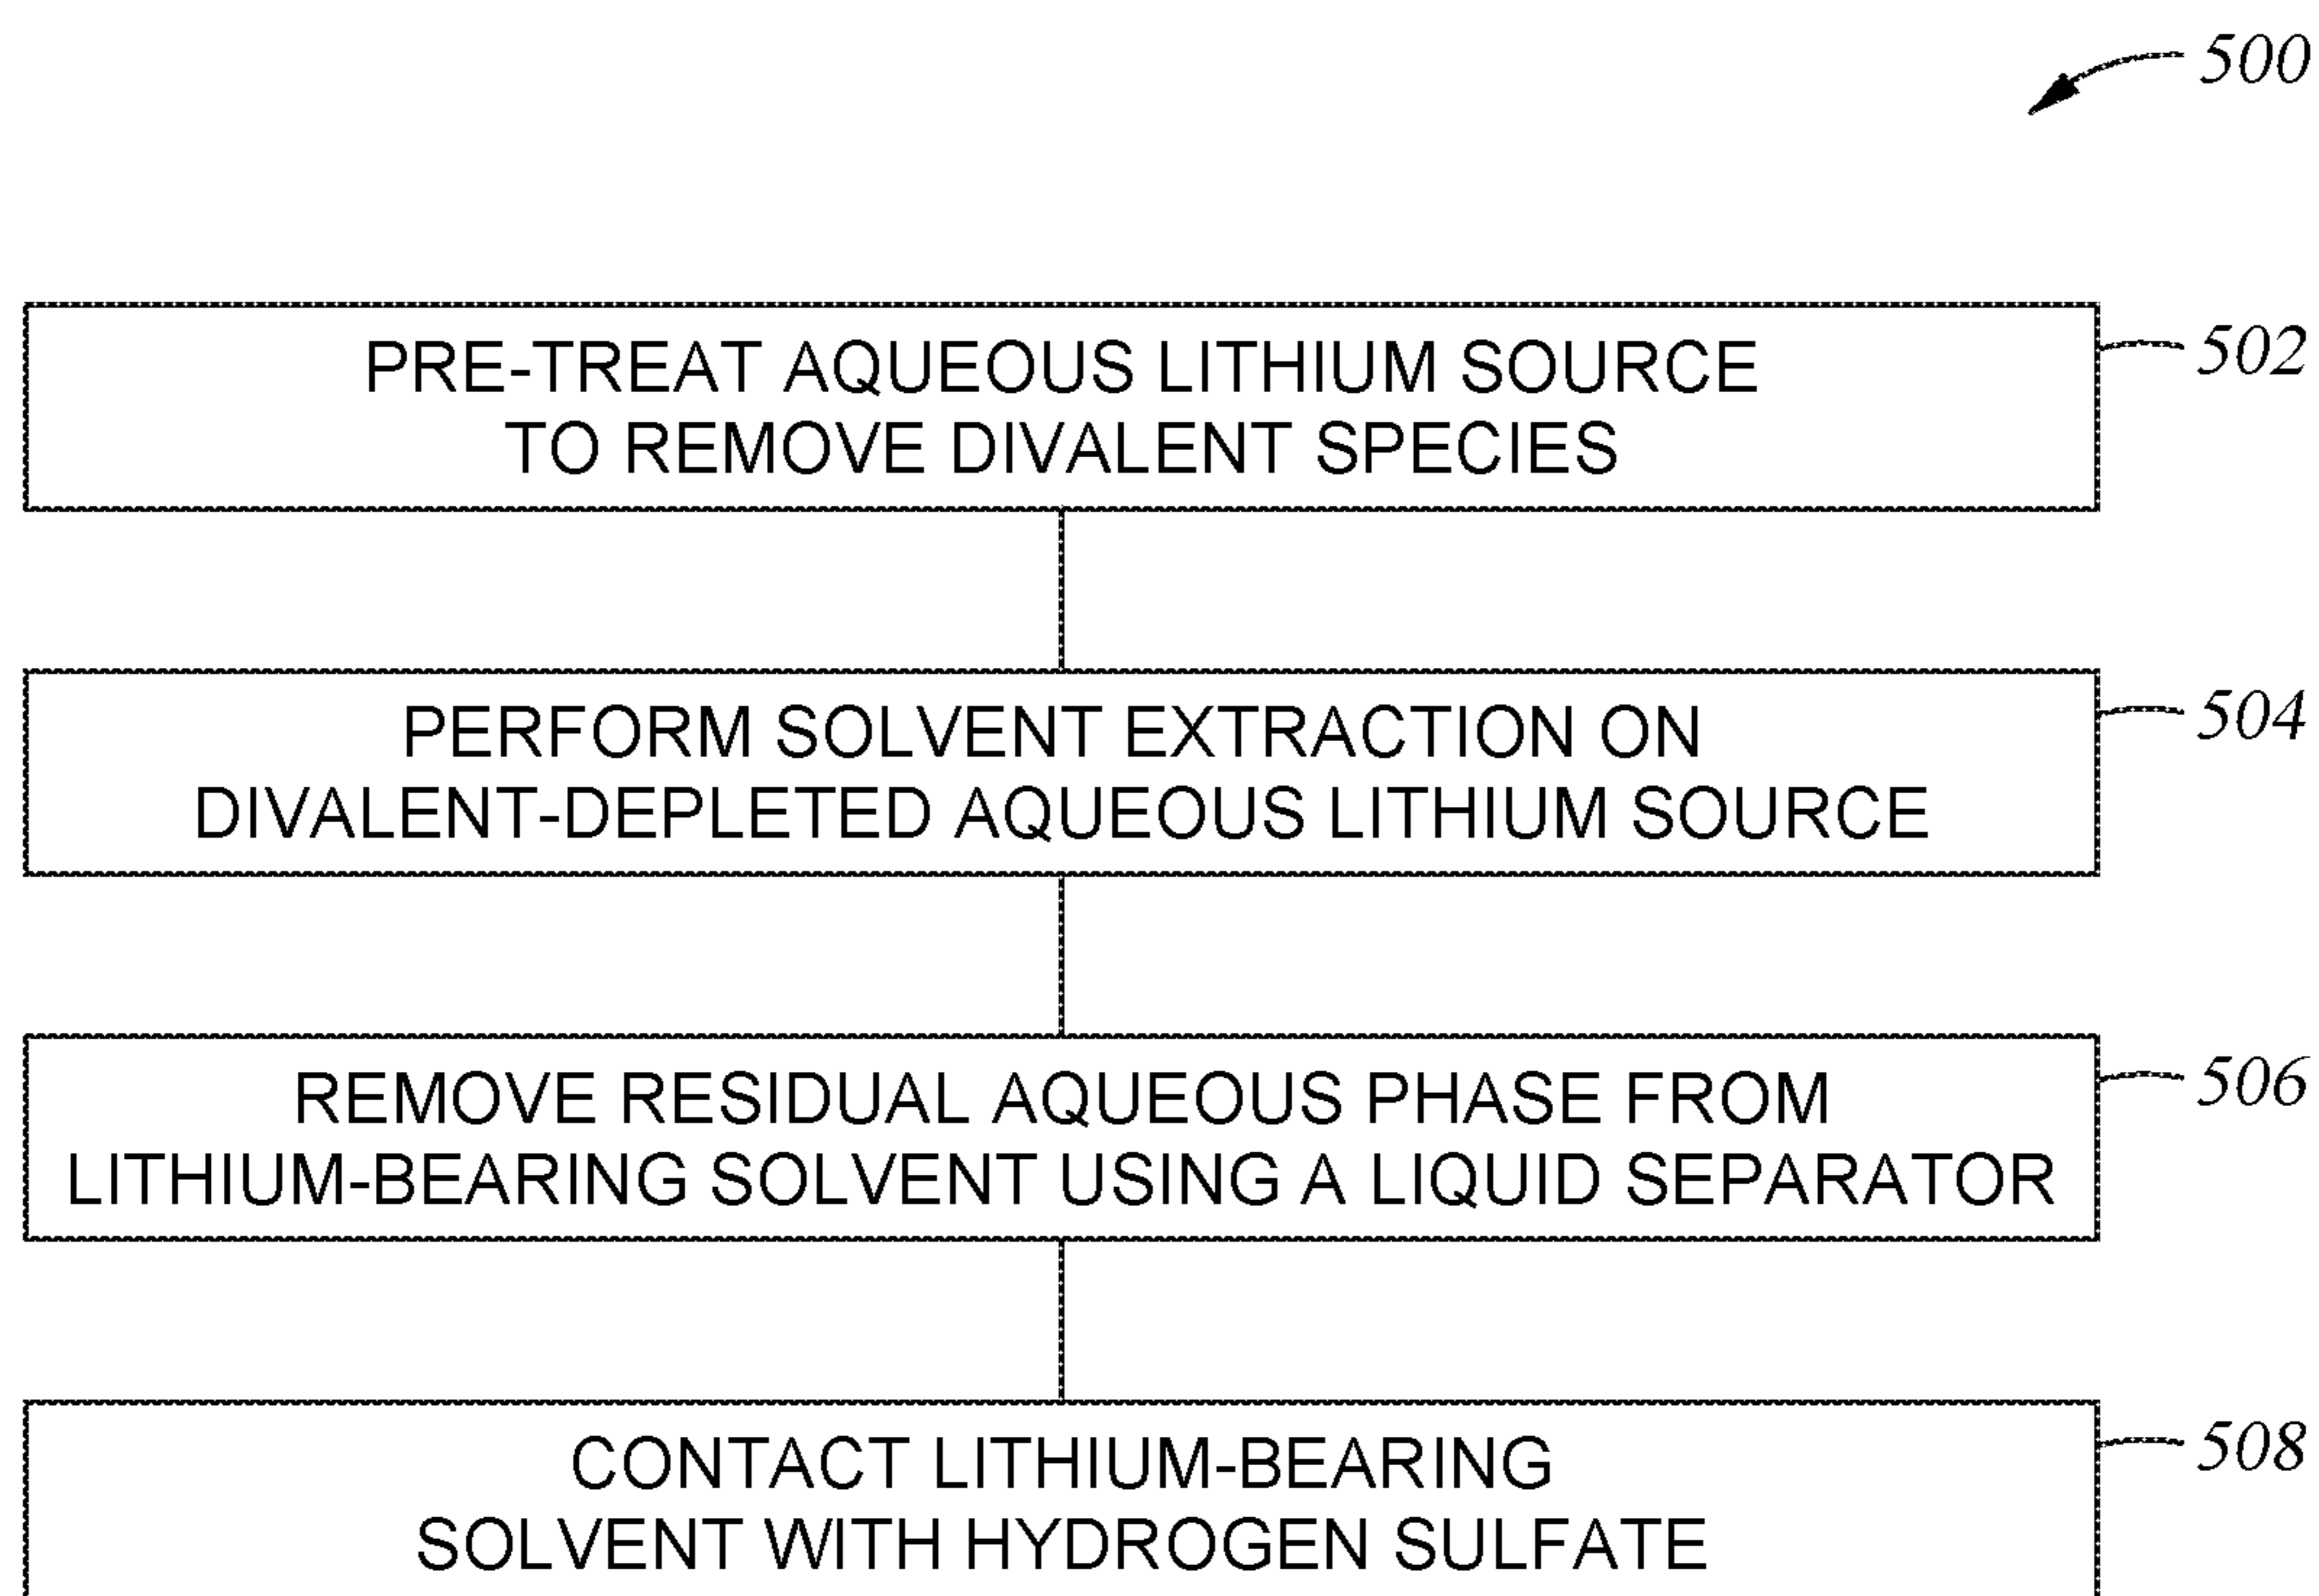 500
PRE-TREAT AQUEOUS LITHIUM SOURCE
TO REMOVE DIVALENT SPECIES
502
PERFORM SOLVENT EXTRACTION ON
DIVALENT-DEPLETED AQUEOUS LITHIUM SOURCE
504
REMOVE RESIDUAL AQUEOUS PHASE FROM
LITHIUM-BEARING SOLVENT USING A LIQUID SEPARATOR
506
CONTACT LITHIUM-BEARING
SOLVENT WITH HYDROGEN SULFATE
508